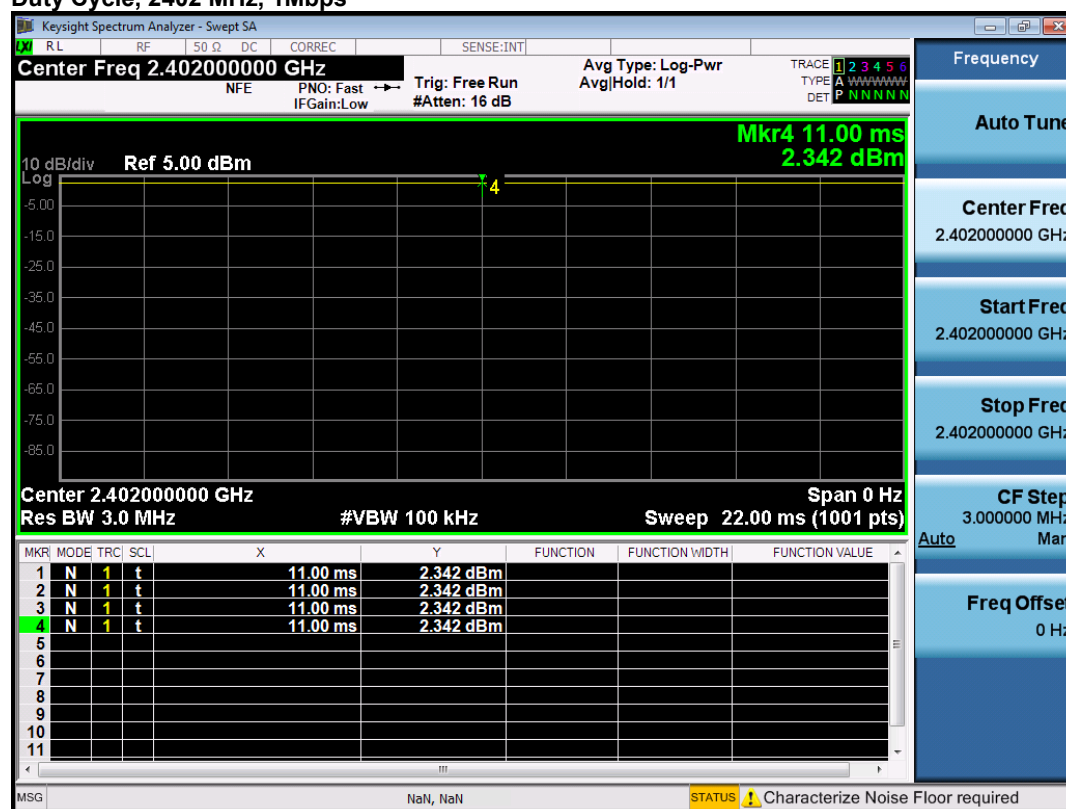 Duty Cycle, 2402 MHz, 1Mbps
Keysight Spectrum Analyzer - Swept SA
LXI RL RF 50 Ω DC CORREC SENSE:INT
Center Freq 2.402000000 GHz
NFE
PNO: Fast
IFGain:Low
Trig: Free Run
#Atten: 16 dB
Avg Type: Log-Pwr
Avg|Hold: 1/1
TRACE 1 2 3 4 5 6
TYPE A WWWWW
DET P N N N N N
Mkr4 11.00 ms
2.342 dBm
10 dB/div Ref 5.00 dBm
Log
4
-5.00
-15.0
-25.0
-35.0
-45.0
-55.0
-65.0
-75.0
-85.0
Center 2.402000000 GHz Span 0 Hz
Res BW 3.0 MHz #VBW 100 kHz Sweep 22.00 ms (1001 pts)
MKR MODE TRC SCL X Y FUNCTION FUNCTION WIDTH FUNCTION VALUE
1 N 1 t 11.00 ms 2.342 dBm
2 N 1 t 11.00 ms 2.342 dBm
3 N 1 t 11.00 ms 2.342 dBm
4 N 1 t 11.00 ms 2.342 dBm
5
6
7
8
9
10
11
MSG NaN, NaN STATUS Characterize Noise Floor required
Frequency
Auto Tune
Center Freq
2.402000000 GHz
Start Freq
2.402000000 GHz
Stop Freq
2.402000000 GHz
CF Step
3.000000 MHz
Auto Man
Freq Offset
0 Hz